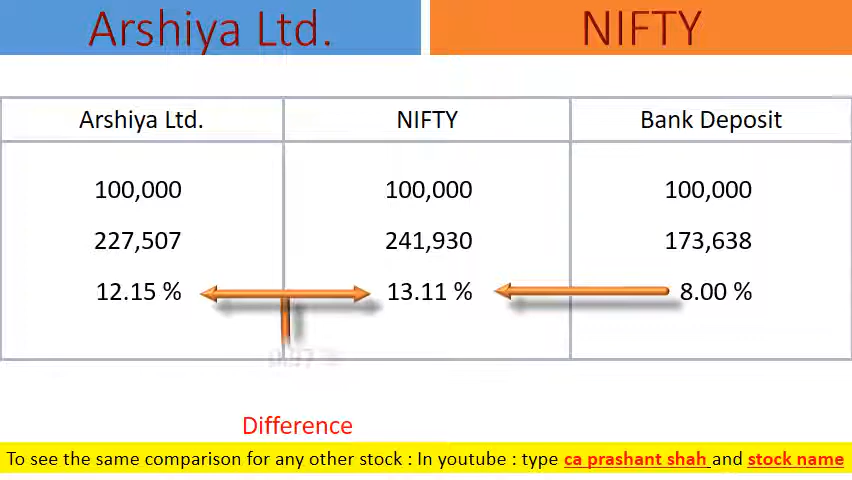 Arshiya Ltd. NIFTY
Arshiya Ltd. NIFTY Bank Deposit
100,000 100,000 100,000
227,507 241,930 173,638
12.15 % 13.11 % 8.00 %
Difference
To see the same comparison for any other stock : In youtube : type ca prashant shah and stock name